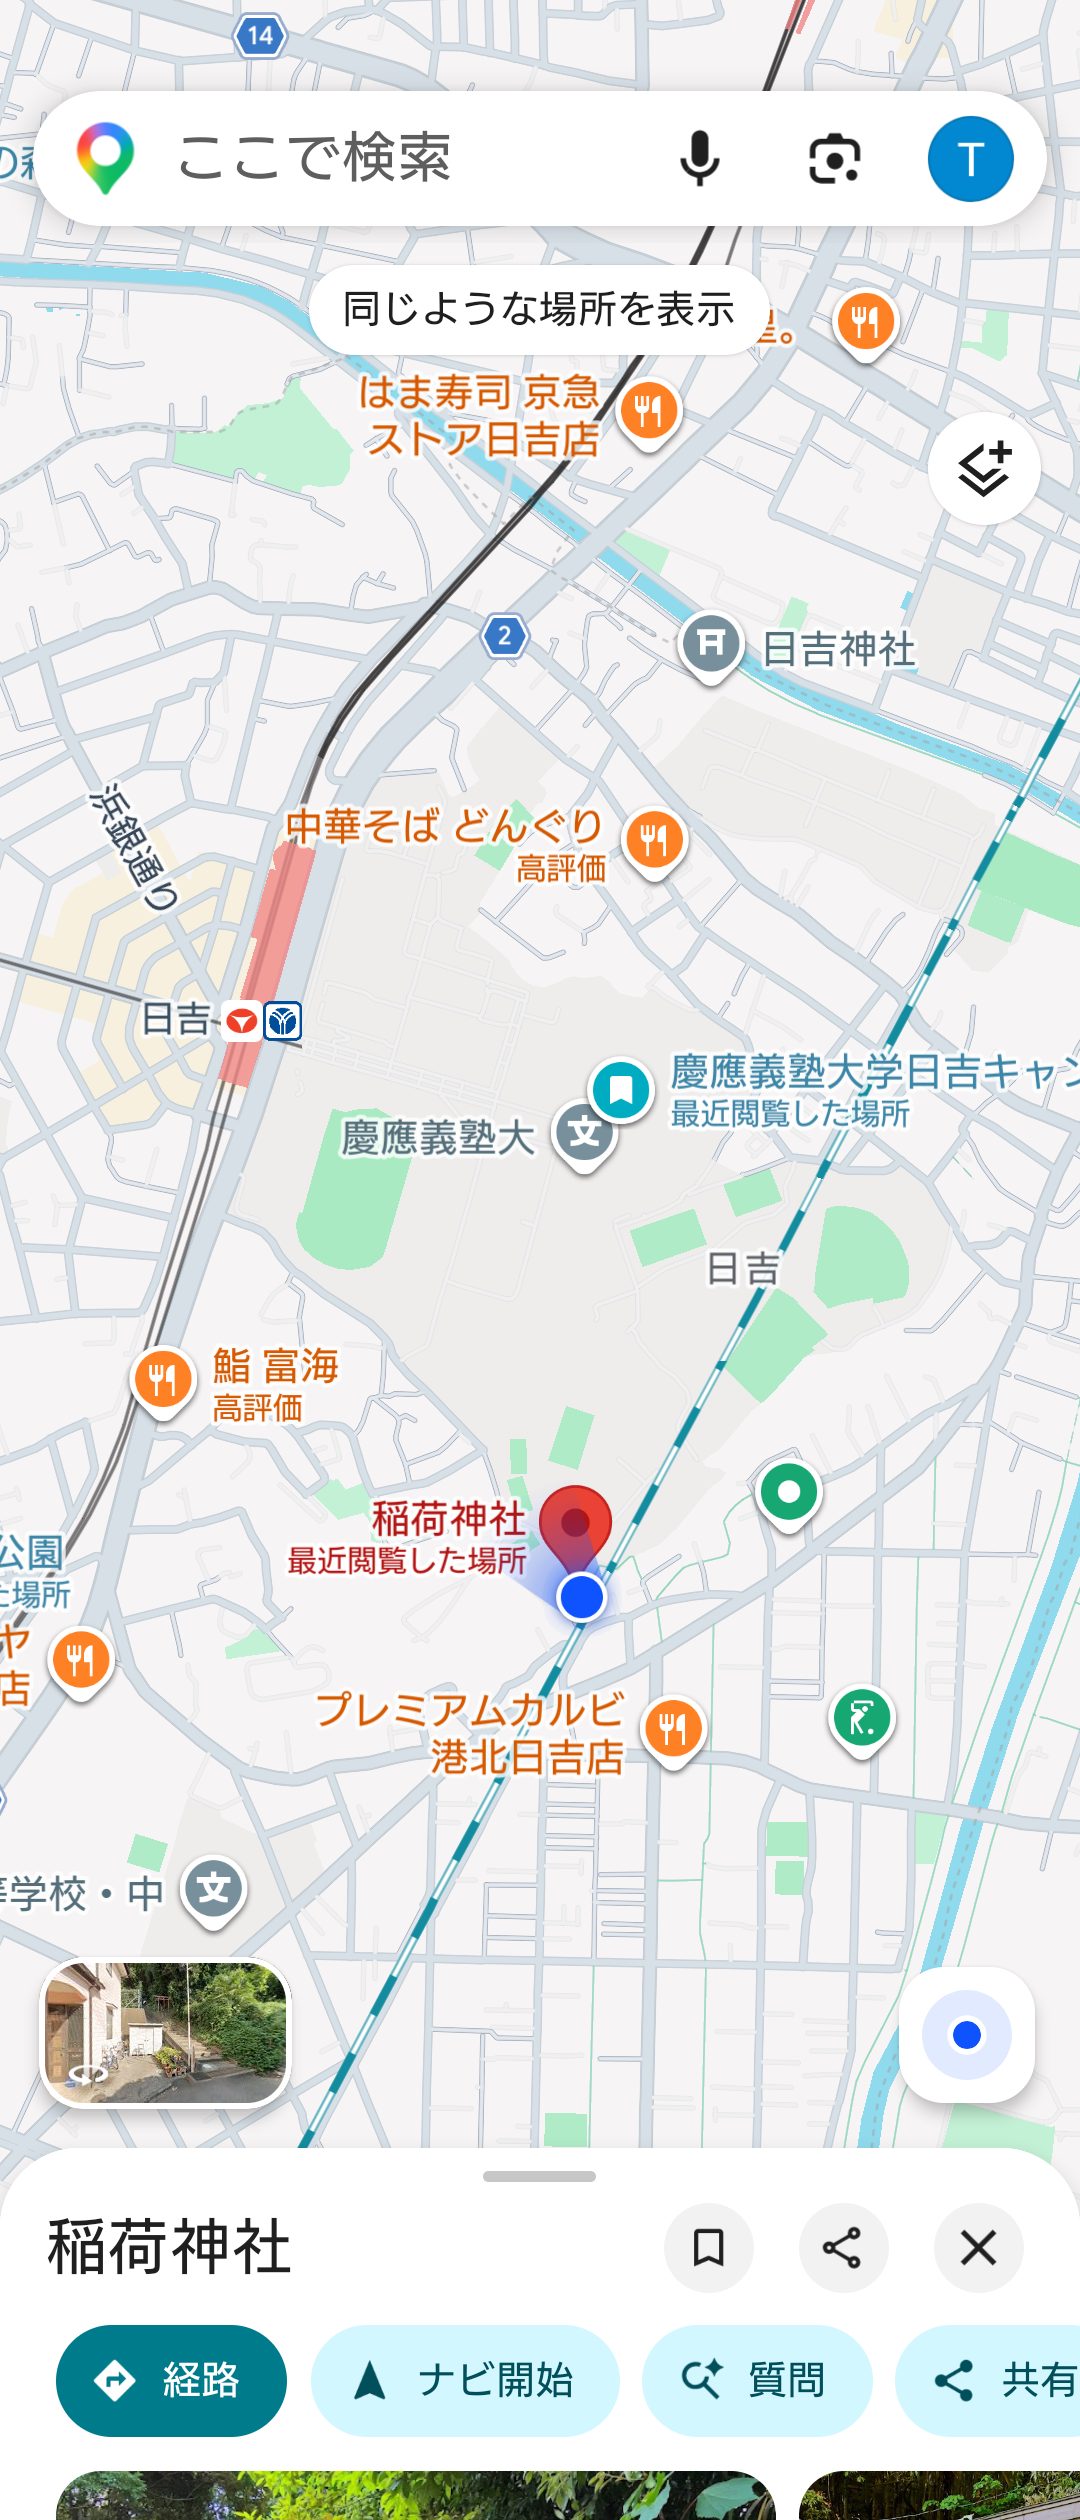 14
ここで検索
T
同じような場所を表示
はま寿司 京急
ストア日吉店
2
日吉神社
浜銀通り
中華そば どんぐり
高評価
日吉
慶應義塾大学日吉キャン
最近閲覧した場所
慶應義塾大
文
日吉
鮨 富海
高評価
稲荷神社
最近閲覧した場所
公園
場所
ヤ
店
プレミアムカルビ
港北日吉店
学校・中
文
稲荷神社
経路
ナビ開始
質問
共有